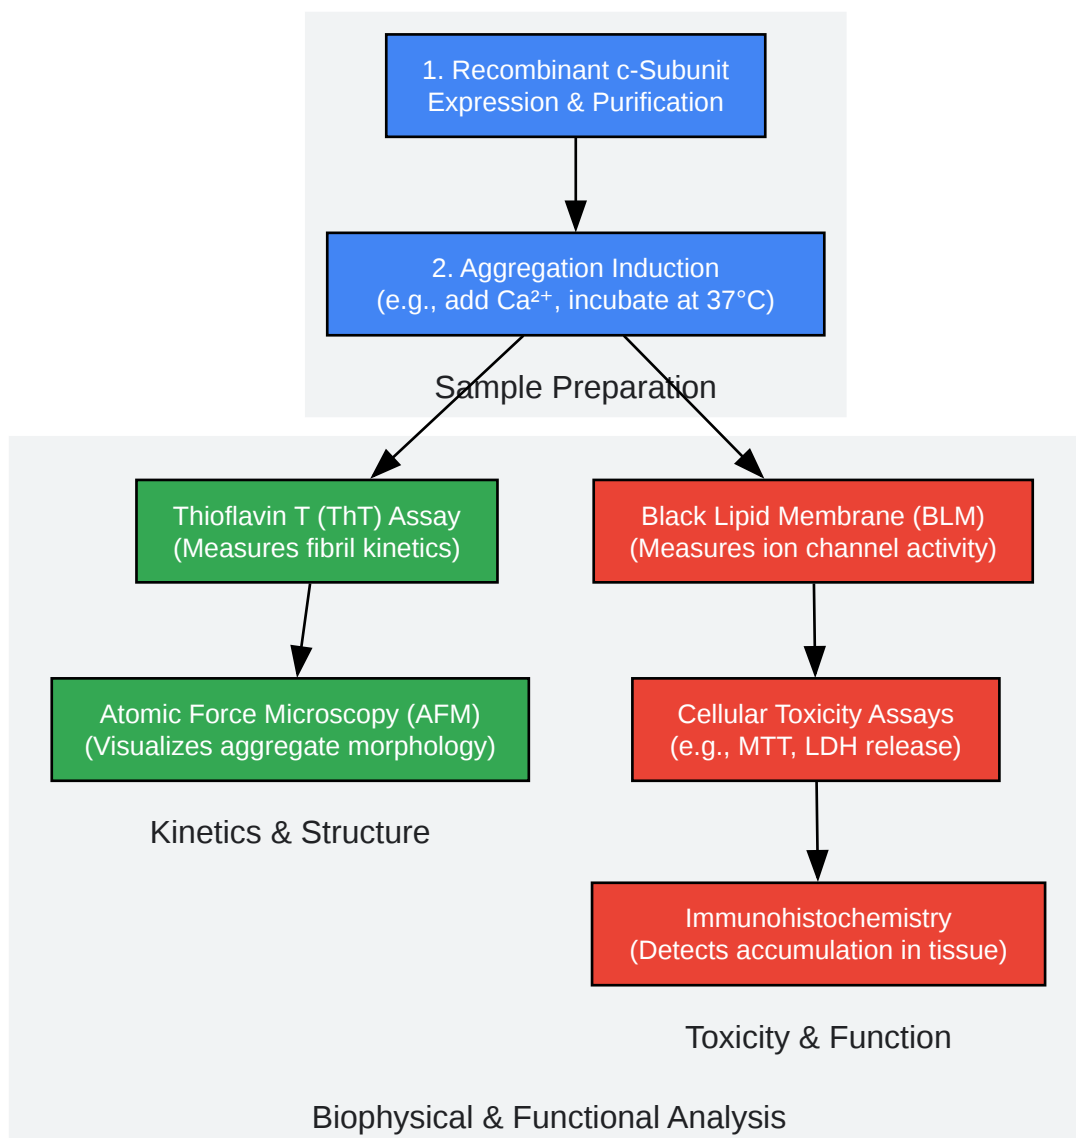 1. Recombinant c-Subunit
Expression & Purification
2. Aggregation Induction
(e.g., add Ca²⁺, incubate at 37°C)
Sample Preparation
Thioflavin T (ThT) Assay
(Measures fibril kinetics)
Black Lipid Membrane (BLM)
(Measures ion channel activity)
Atomic Force Microscopy (AFM)
(Visualizes aggregate morphology)
Cellular Toxicity Assays
(e.g., MTT, LDH release)
Kinetics & Structure
Immunohistochemistry
(Detects accumulation in tissue)
Toxicity & Function
Biophysical & Functional Analysis